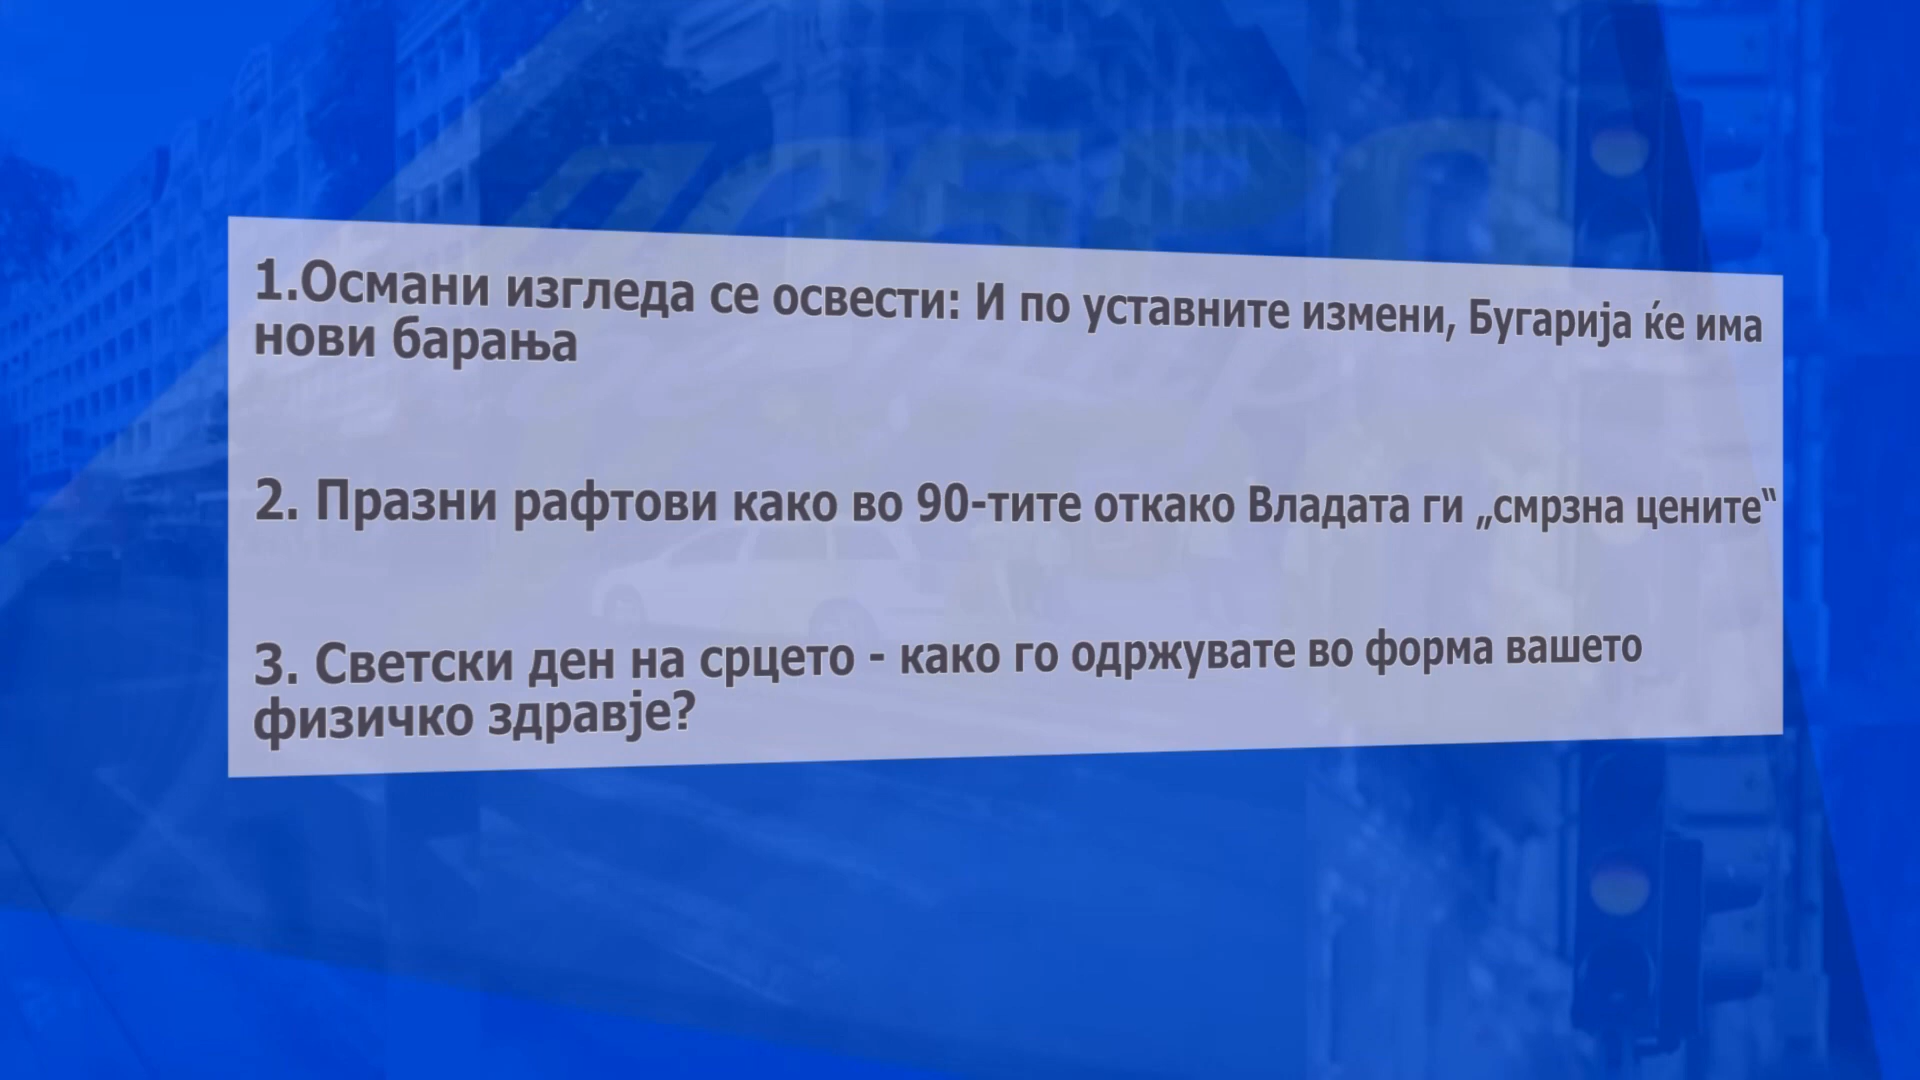 ДОБРО
1.Османи изгледа се освести: И по уставните измени, Бугарија ќе има
нови барања
2. Празни рафтови како во 90-тите откако Владата ги „смрзна цените“
3. Светски ден на срцето - како го одржувате во форма вашето
физичко здравје?